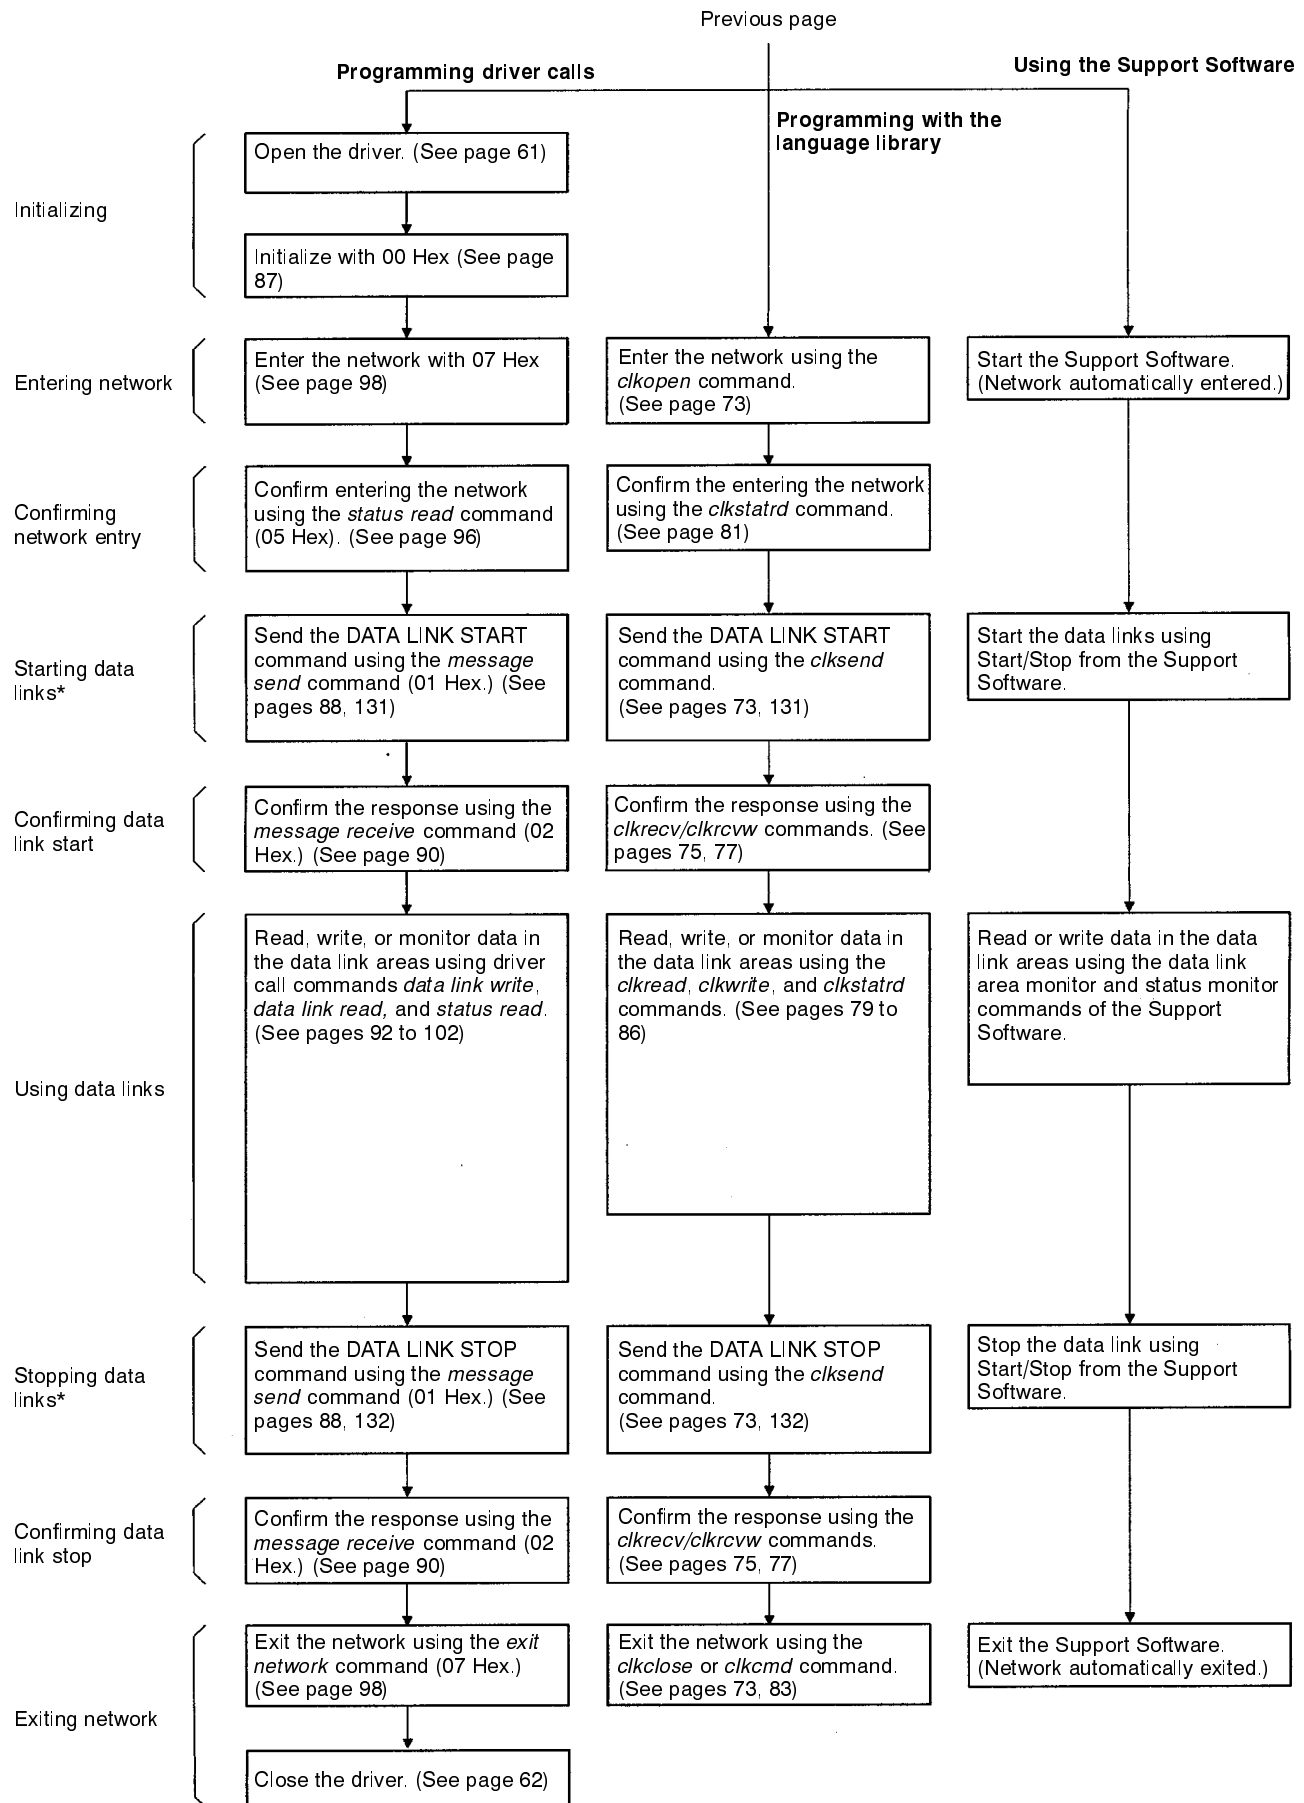 Previous page
Programming driver calls
Using the Support Software
Programming with the
language library
Initializing
Open the driver. (See page 61)
Initialize with 00 Hex (See page
87)
Entering network
Enter the network with 07 Hex
(See page 98)
Enter the network using the
clkopen command.
(See page 73)
Start the Support Software.
(Network automatically entered.)
Confirming
network entry
Confirm entering the network
using the status read command
(05 Hex). (See page 96)
Confirm the entering the network
using the clkstatrd command.
(See page 81)
Starting data
links*
Send the DATA LINK START
command using the message
send command (01 Hex.) (See
pages 88, 131)
Send the DATA LINK START
command using the clksend
command.
(See pages 73, 131)
Start the data links using
Start/Stop from the Support
Software.
Confirming data
link start
Confirm the response using the
message receive command (02
Hex.) (See page 90)
Confirm the response using the
clkrecv/clkrcvw commands. (See
pages 75, 77)
Using data links
Read, write, or monitor data in
the data link areas using driver
call commands data link write,
data link read, and status read.
(See pages 92 to 102)
Read, write, or monitor data in
the data link areas using the
clkread, clkwrite, and clkstatrd
commands. (See pages 79 to
86)
Read or write data in the data
link areas using the data link
area monitor and status monitor
commands of the Support
Software.
Stopping data
links*
Send the DATA LINK STOP
command using the message
send command (01 Hex.) (See
pages 88, 132)
Send the DATA LINK STOP
command using the clksend
command.
(See pages 73, 132)
Stop the data link using
Start/Stop from the Support
Software.
Confirming data
link stop
Confirm the response using the
message receive command (02
Hex.) (See page 90)
Confirm the response using the
clkrecv/clkrcvw commands.
(See pages 75, 77)
Exiting network
Exit the network using the exit
network command (07 Hex.)
(See page 98)
Exit the network using the
clkclose or clkcmd command.
(See pages 73, 83)
Exit the Support Software.
(Network automatically exited.)
Close the driver. (See page 62)